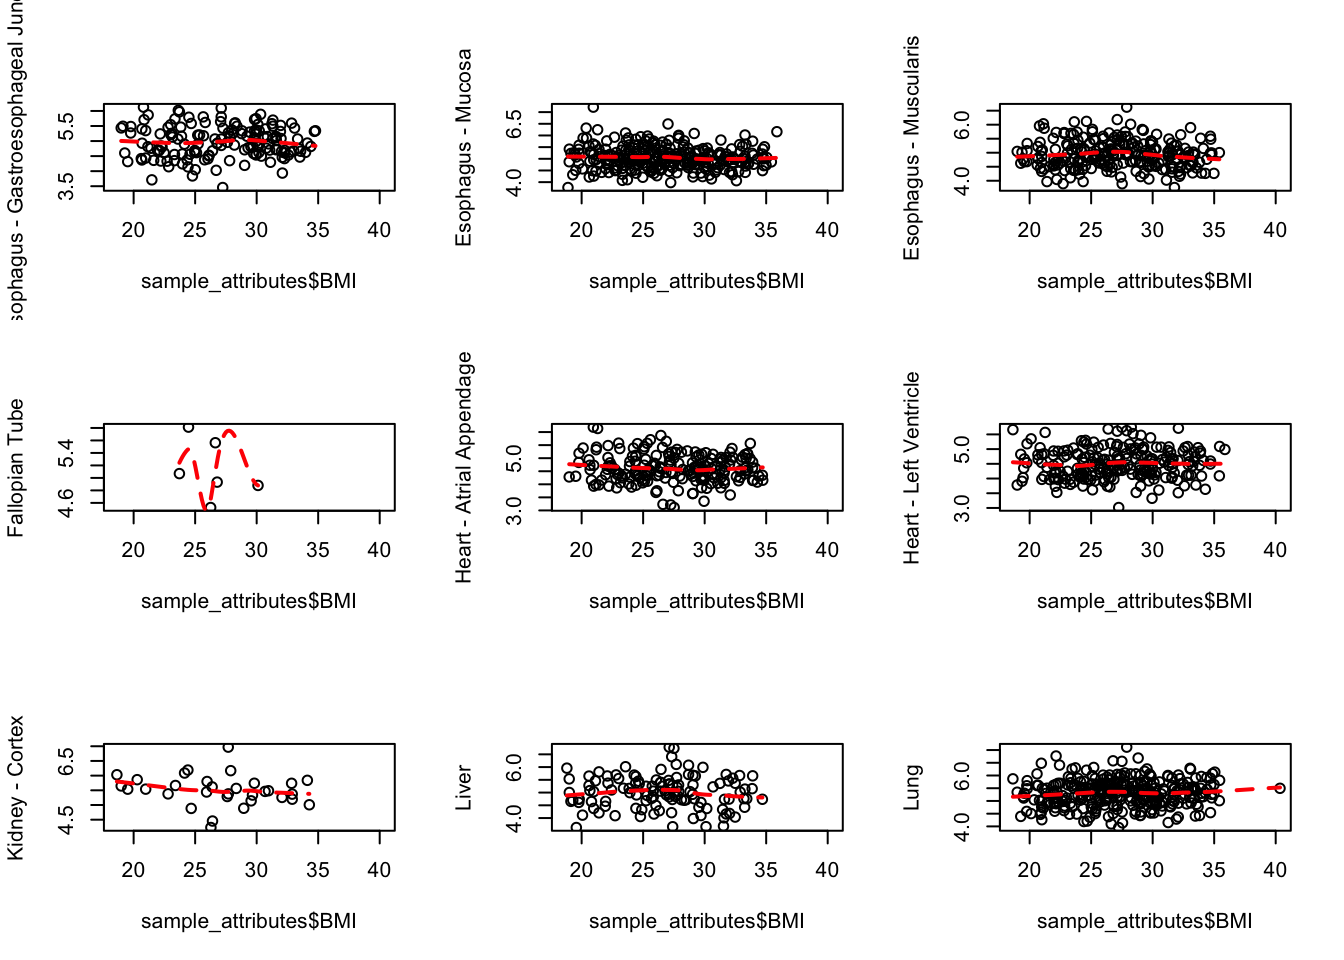 sophagus - Gastroesophageal Junc
3.5 5.5
20 25 30 35 40
sample_attributes$BMI
Esophagus - Mucosa
4.0 6.5
20 25 30 35 40
sample_attributes$BMI
Esophagus - Muscularis
4.0 6.0
20 25 30 35 40
sample_attributes$BMI
Fallopian Tube
4.6 5.4
20 25 30 35 40
sample_attributes$BMI
Heart - Atrial Appendage
3.0 5.0
20 25 30 35 40
sample_attributes$BMI
Heart - Left Ventricle
3.0 5.0
20 25 30 35 40
sample_attributes$BMI
Kidney - Cortex
4.5 6.5
20 25 30 35 40
sample_attributes$BMI
Liver
4.0 6.0
20 25 30 35 40
sample_attributes$BMI
Lung
4.0 6.0
20 25 30 35 40
sample_attributes$BMI